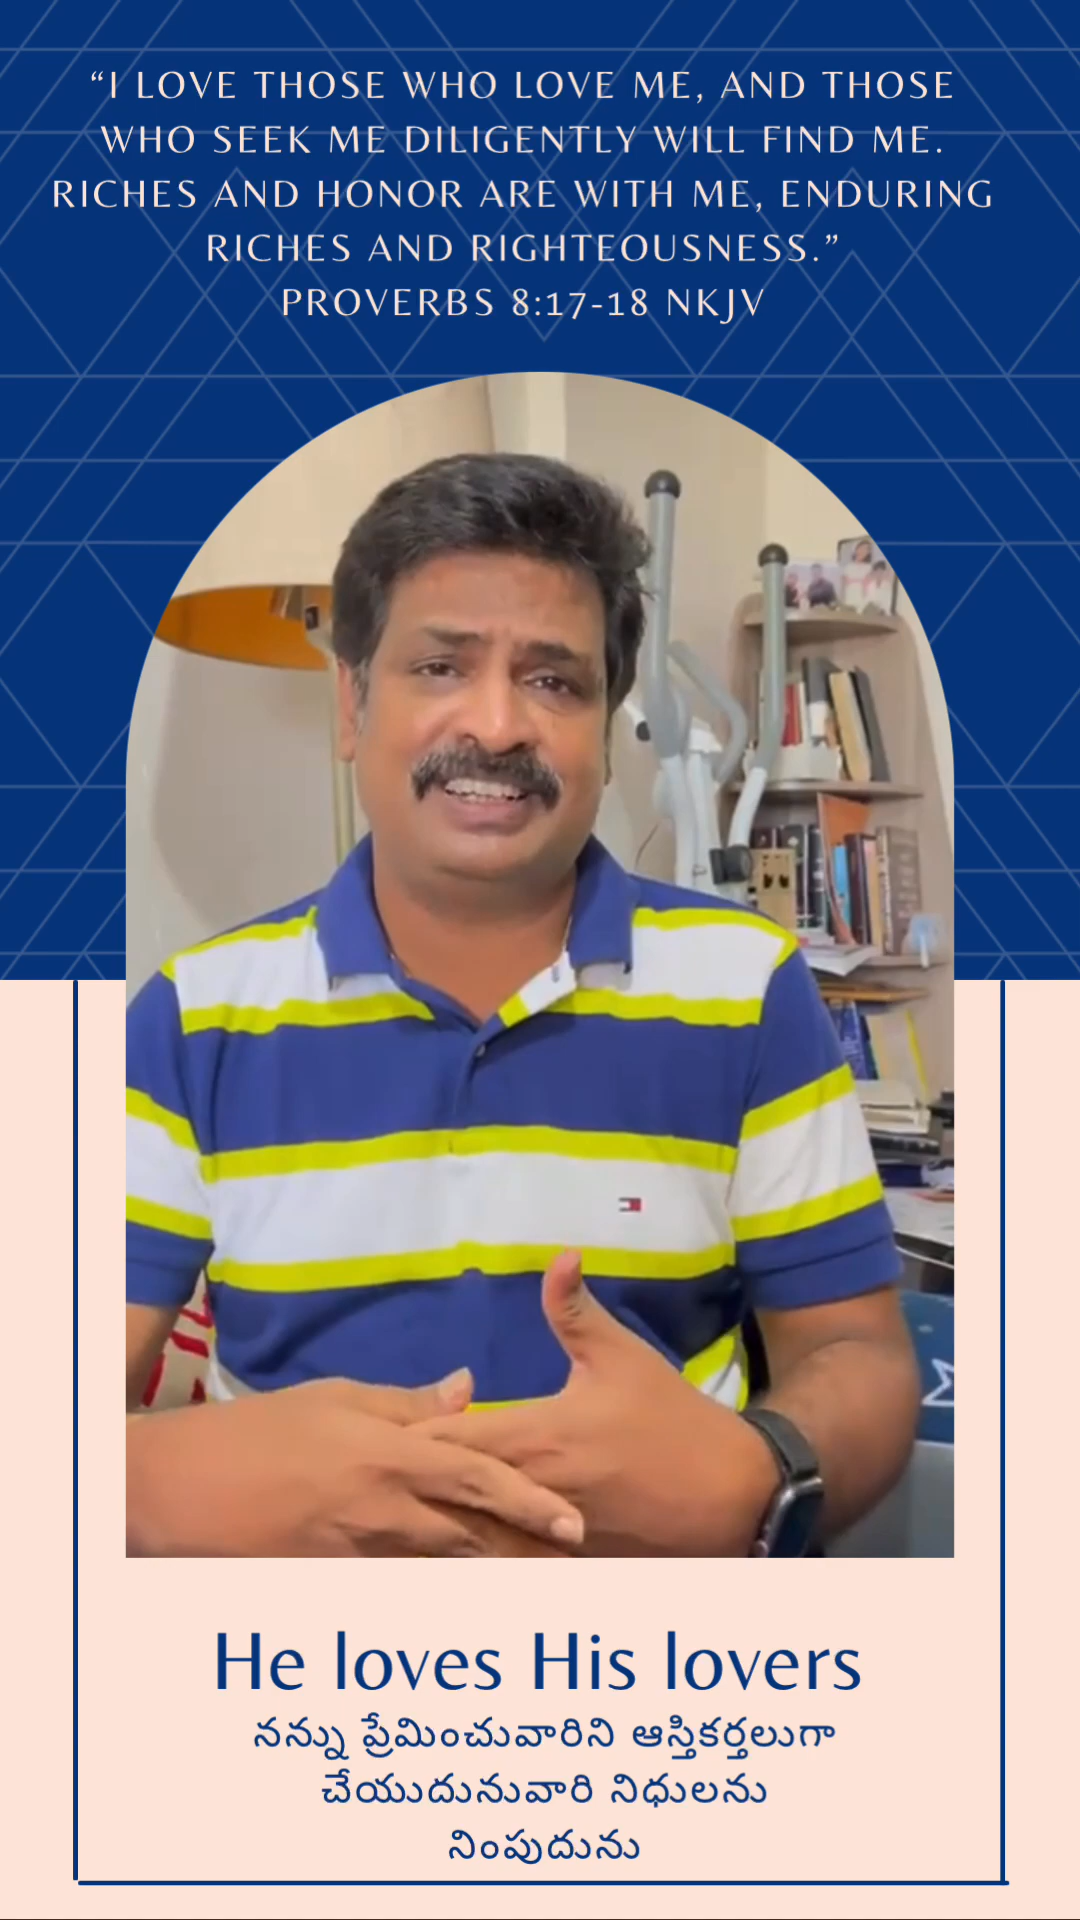 “I LOVE THOSE WHO LOVE ME, AND THOSE
WHO SEEK ME DILIGENTLY WILL FIND ME.
RICHES AND HONOR ARE WITH ME, ENDURING
RICHES AND RIGHTEOUSNESS.”
PROVERBS 8:17-18 NKJV
He loves His lovers
నన్ను ప్రేమించువారిని ఆస్తికర్తలుగా
చేయుదునువారి నిధులను
నింపుదును